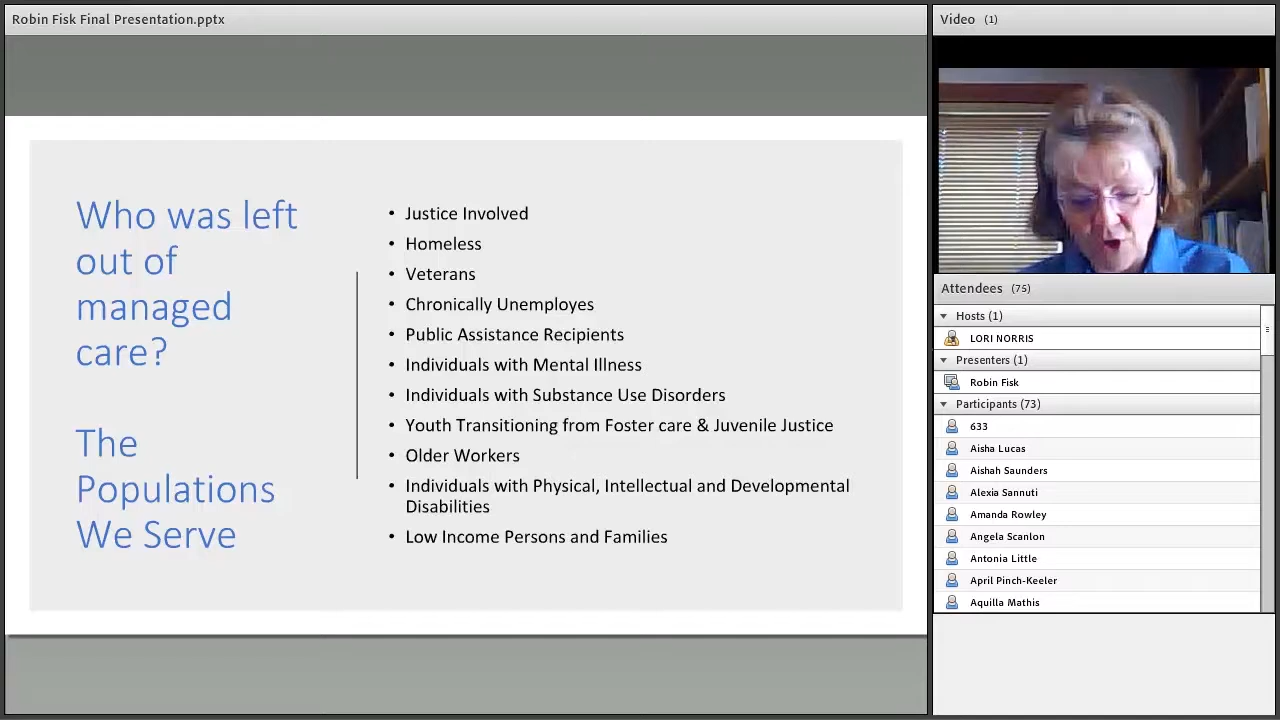 Robin Fisk Final Presentation.pptx
Who was left
out of
managed
care?
The
Populations
We Serve
• Justice Involved
• Homeless
• Veterans
• Chronically Unemployes
• Public Assistance Recipients
• Individuals with Mental Illness
• Individuals with Substance Use Disorders
• Youth Transitioning from Foster care & Juvenile Justice
• Older Workers
• Individuals with Physical, Intellectual and Developmental
Disabilities
• Low Income Persons and Families
Video (1)
Attendees (75)
Hosts (1)
LORI NORRIS
Presenters (1)
Robin Fisk
Participants (73)
633
Aisha Lucas
Aishah Saunders
Alexia Sannuti
Amanda Rowley
Angela Scanlon
Antonia Little
April Pinch-Keeler
Aquilla Mathis